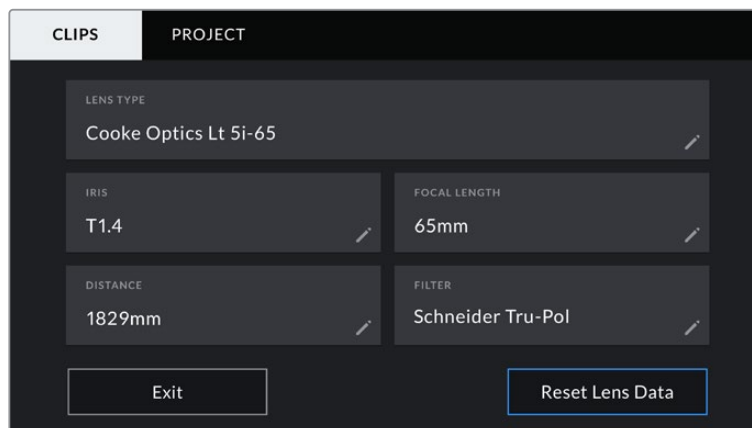 CLIPS PROJECT
LENS TYPE
Cooke Optics Lt 5i-65
IRIS FOCAL LENGTH
T1.4 65mm
DISTANCE FILTER
1829mm Schneider Tru-Pol
Exit Reset Lens Data